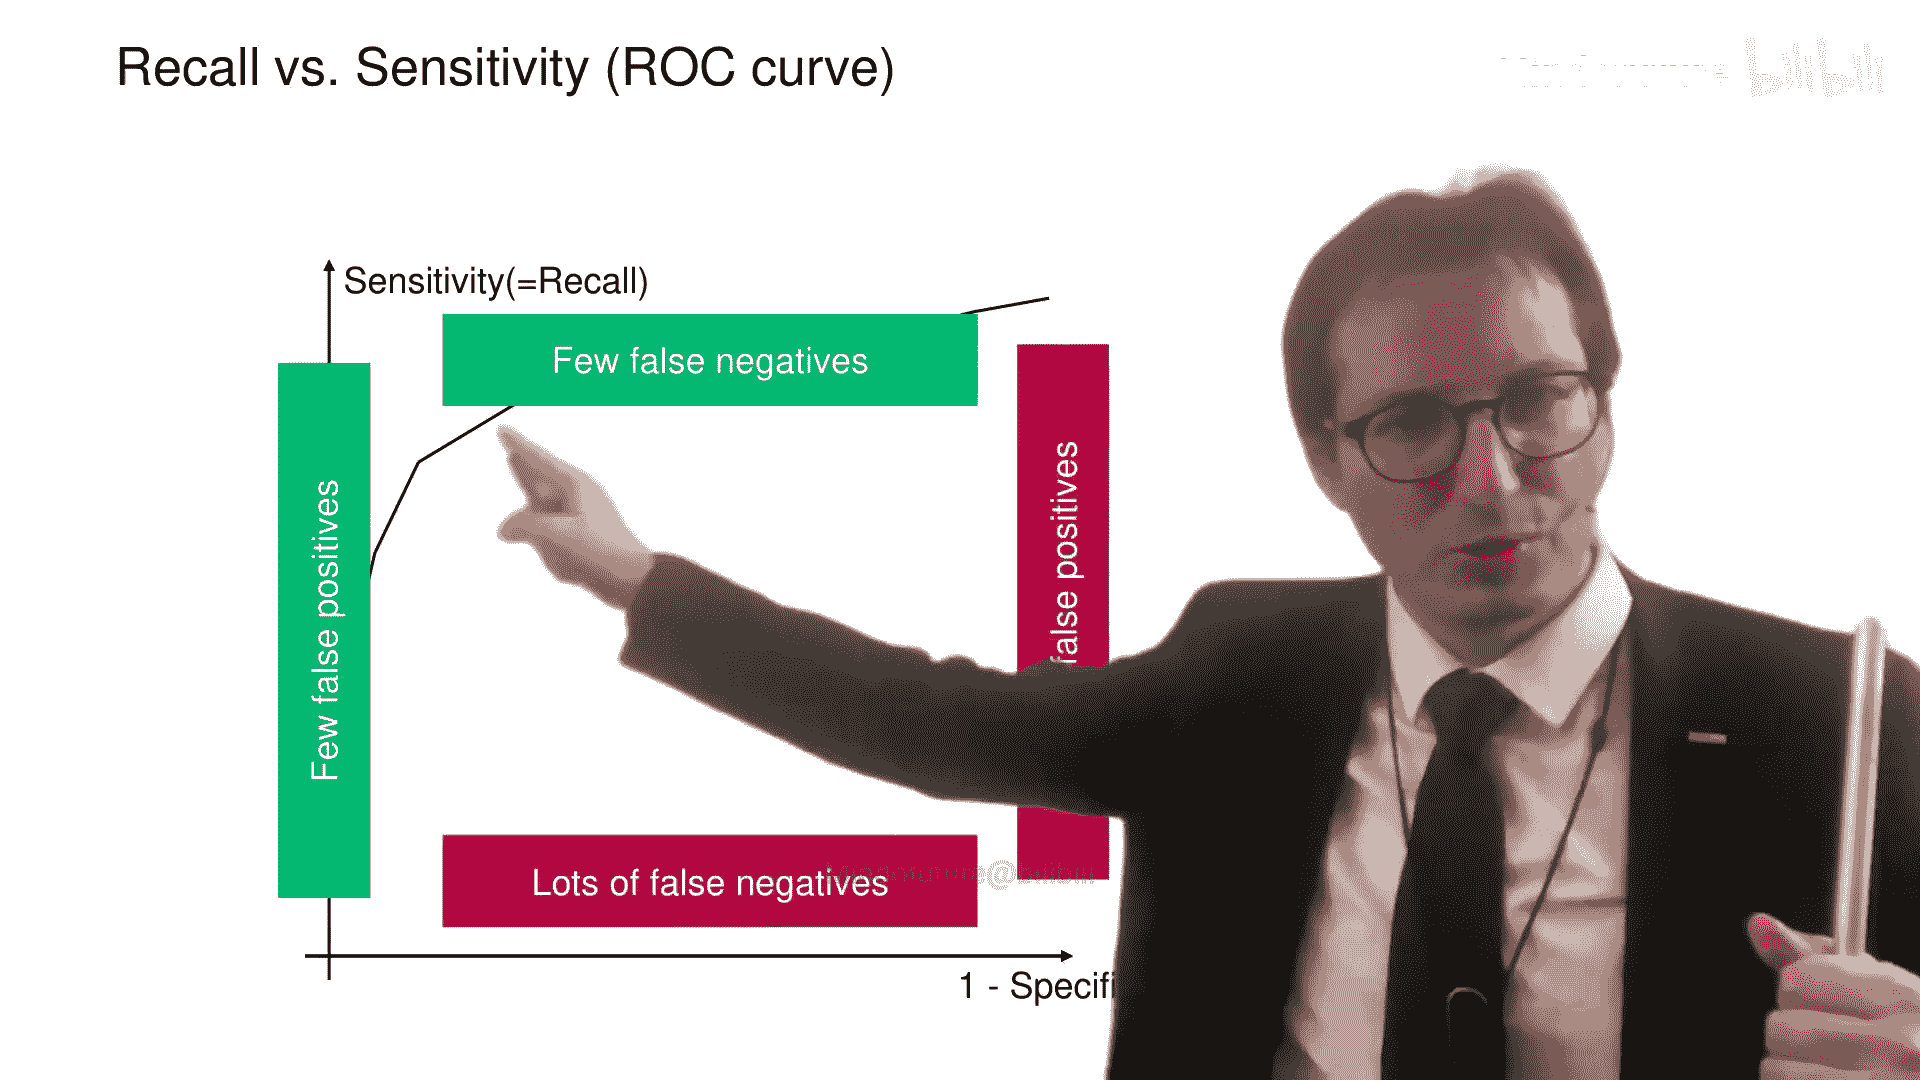 Recall vs. Sensitivity (ROC curve)
bilibili
Sensitivity(=Recall)
Few false negatives
Few false positives
false positives
Lots of false negatives
1 - Specifi